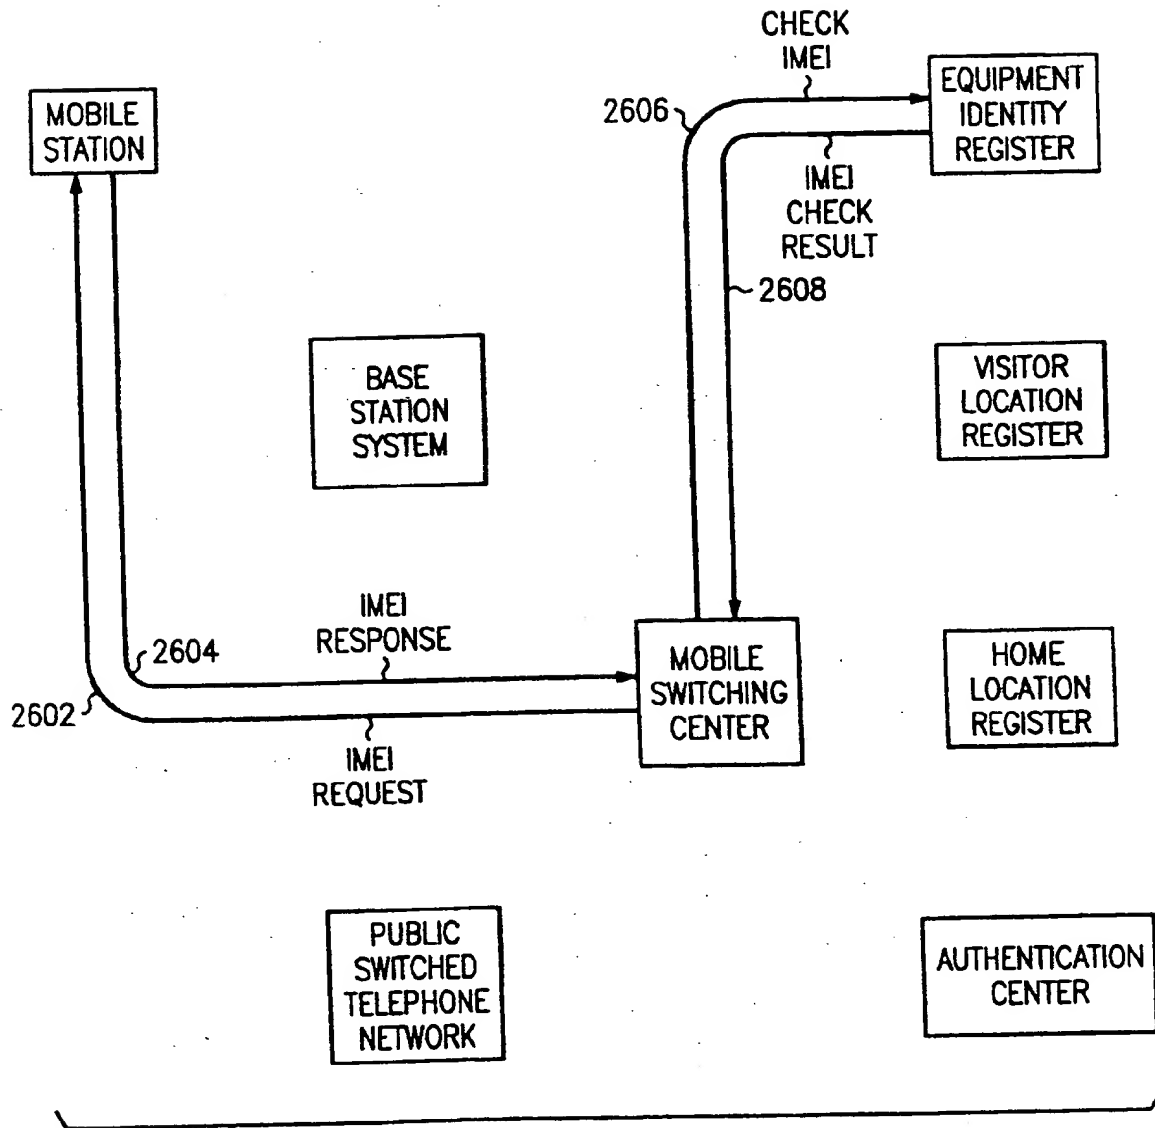 CHECK
IMEI
EQUIPMENT
IDENTITY
REGISTER
2606
MOBILE
STATION
IMEI
CHECK
RESULT
2608
BASE
STATION
SYSTEM
VISITOR
LOCATION
REGISTER
IMEI
RESPONSE
2604
2602
MOBILE
SWITCHING
CENTER
HOME
LOCATION
REGISTER
IMEI
REQUEST
PUBLIC
SWITCHED
TELEPHONE
NETWORK
AUTHENTICATION
CENTER